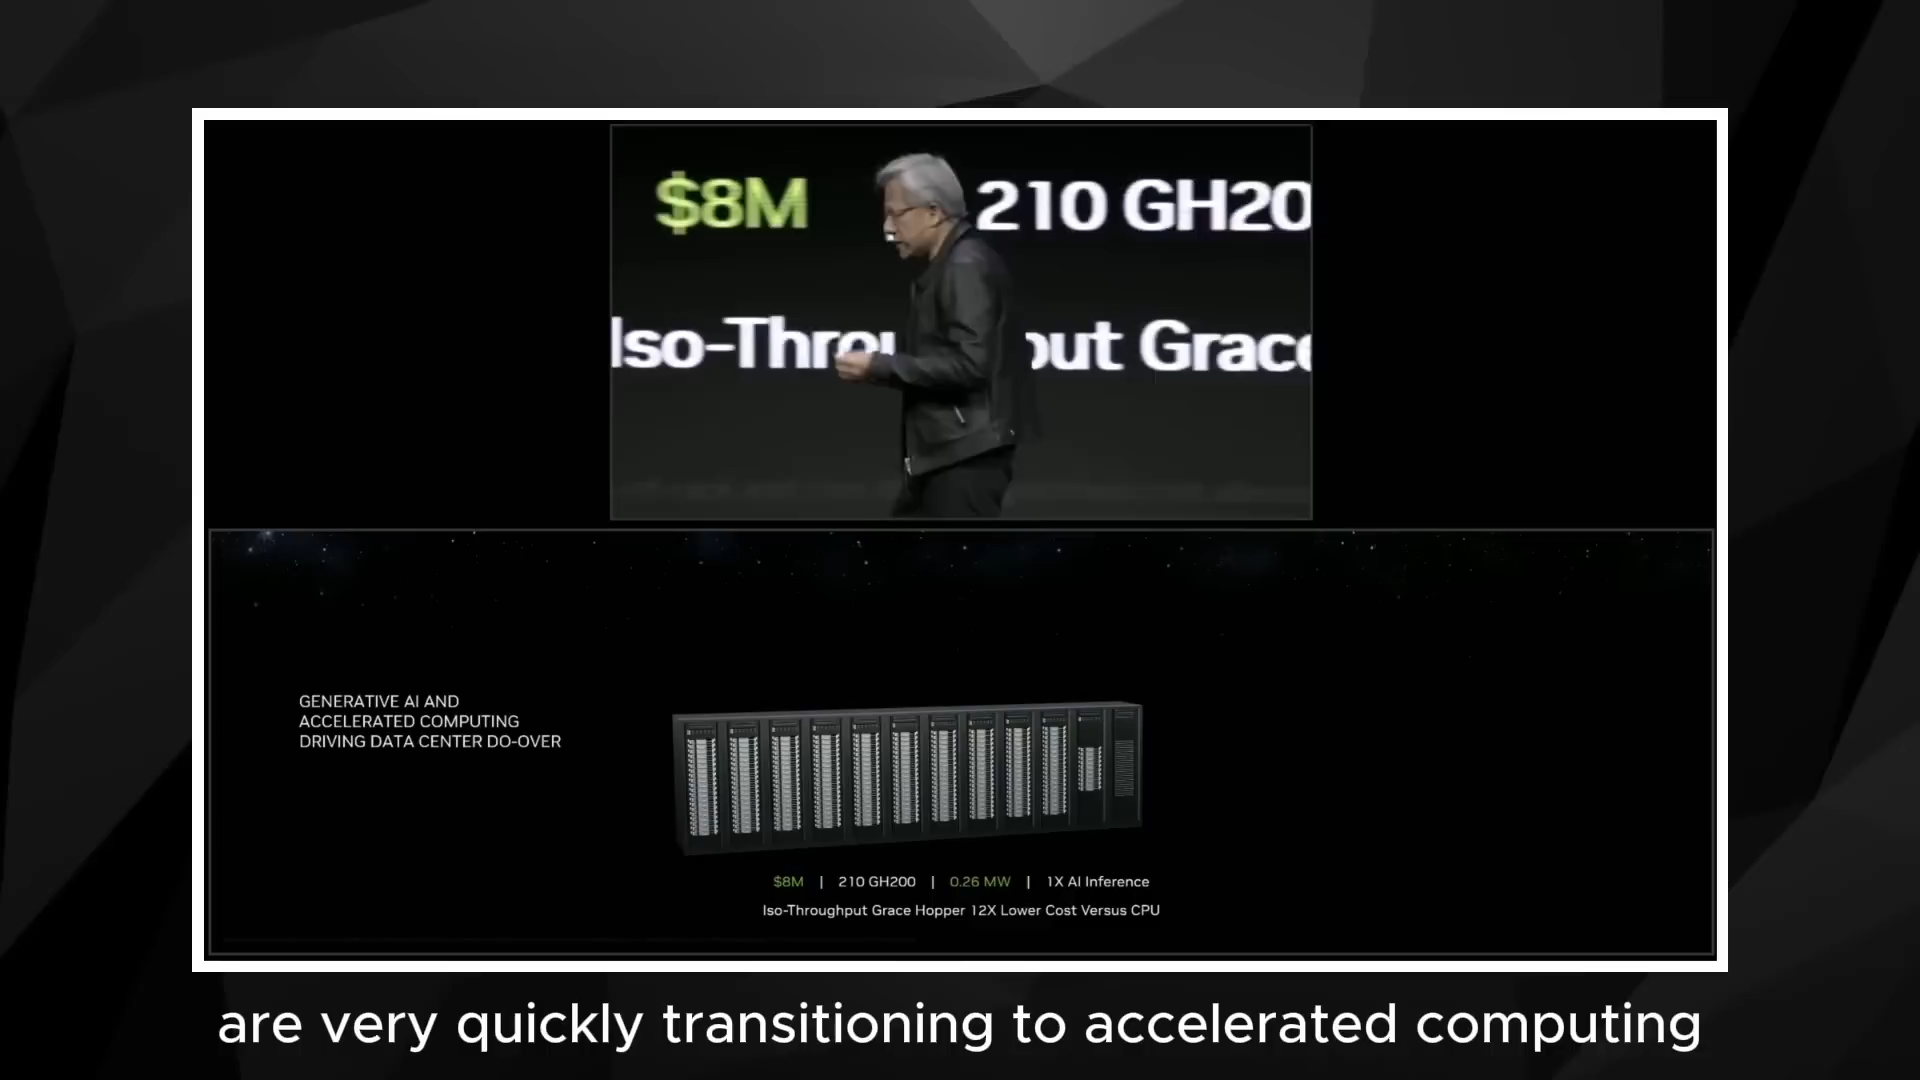 $8M 210 GH20
Iso-Thro put Grac
GENERATIVE AI AND
ACCELERATED COMPUTING
DRIVING DATA CENTER DO-OVER
$8M | 210 GH200 | 0.26 MW | 1X AI Inference
Iso-Throughput Grace Hopper 12X Lower Cost Versus CPU
are very quickly transitioning to accelerated computing